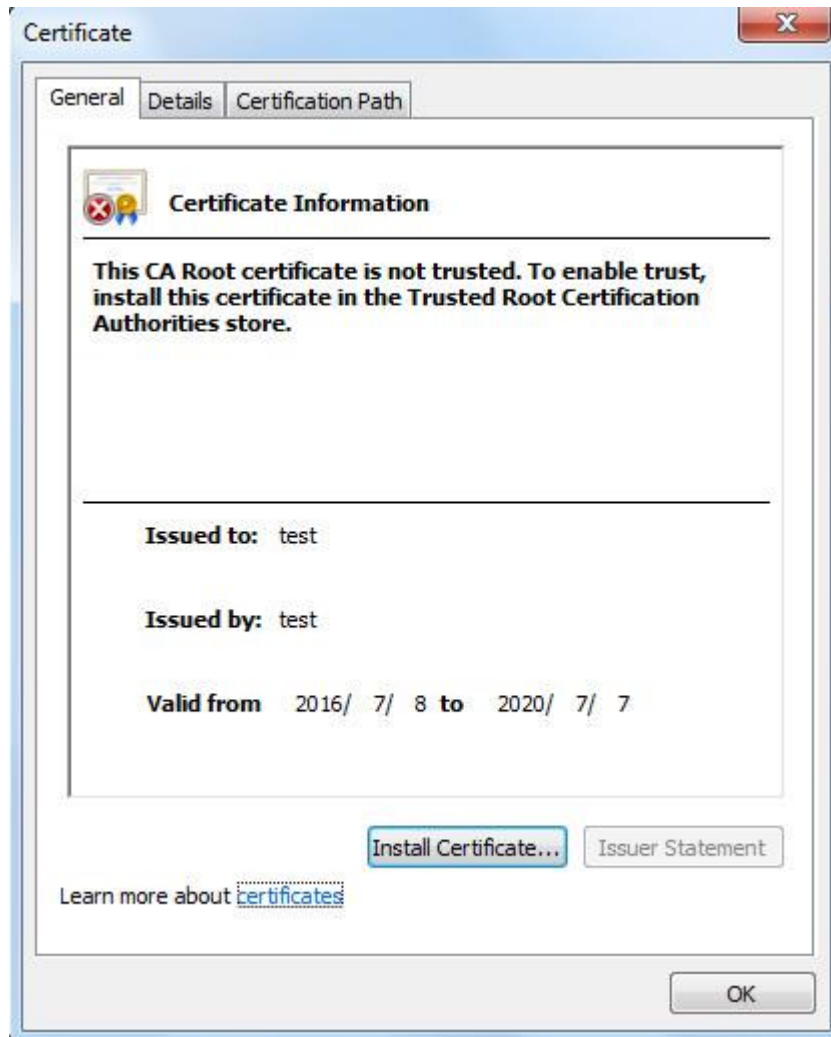 Certificate
General Details Certification Path
Certificate Information
This CA Root certificate is not trusted. To enable trust,
install this certificate in the Trusted Root Certification
Authorities store.
Issued to: test
Issued by: test
Valid from 2016/ 7/ 8 to 2020/ 7/ 7
Install Certificate... Issuer Statement
Learn more about certificates
OK